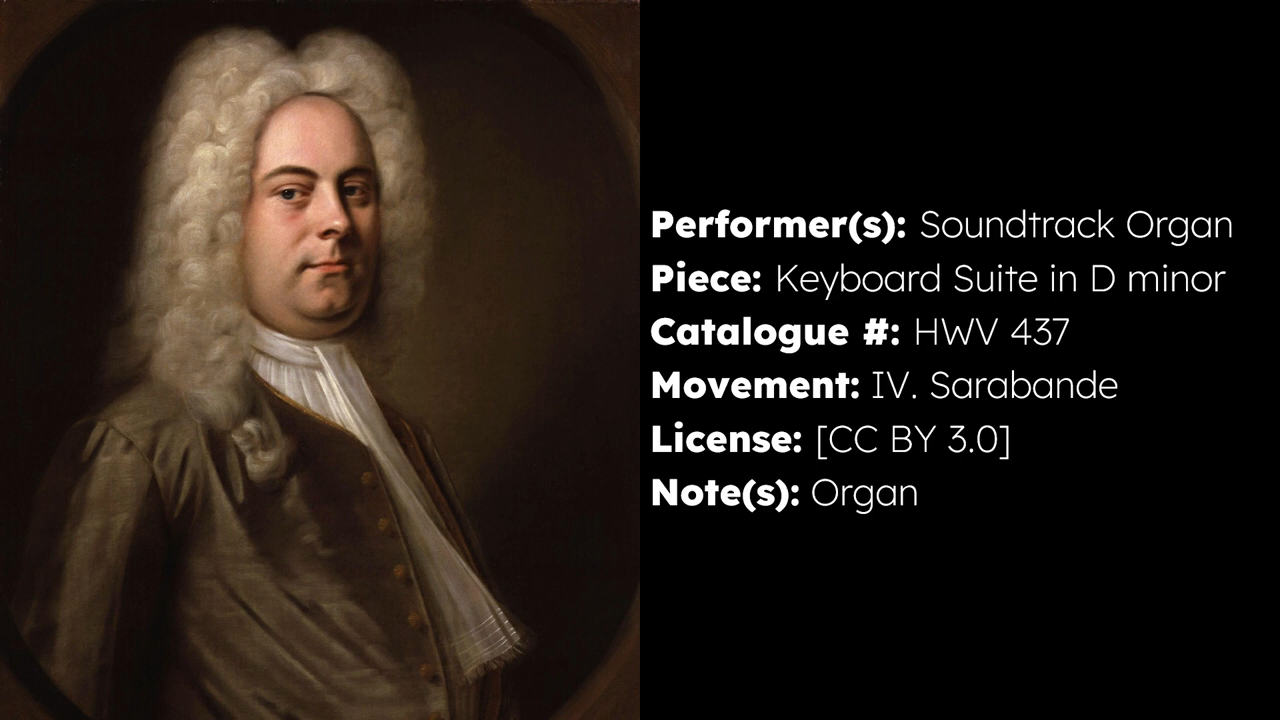 Performer(s): Soundtrack Organ
Piece: Keyboard Suite in D minor
Catalogue #: HWV 437
Movement: IV. Sarabande
License: [CC BY 3.0]
Note(s): Organ